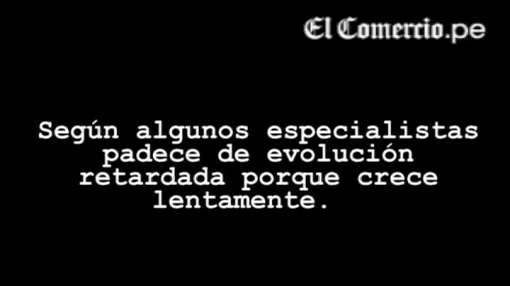 El Comercio.pe
Según algunos especialistas
padece de evolución
retardada porque crece
lentamente.